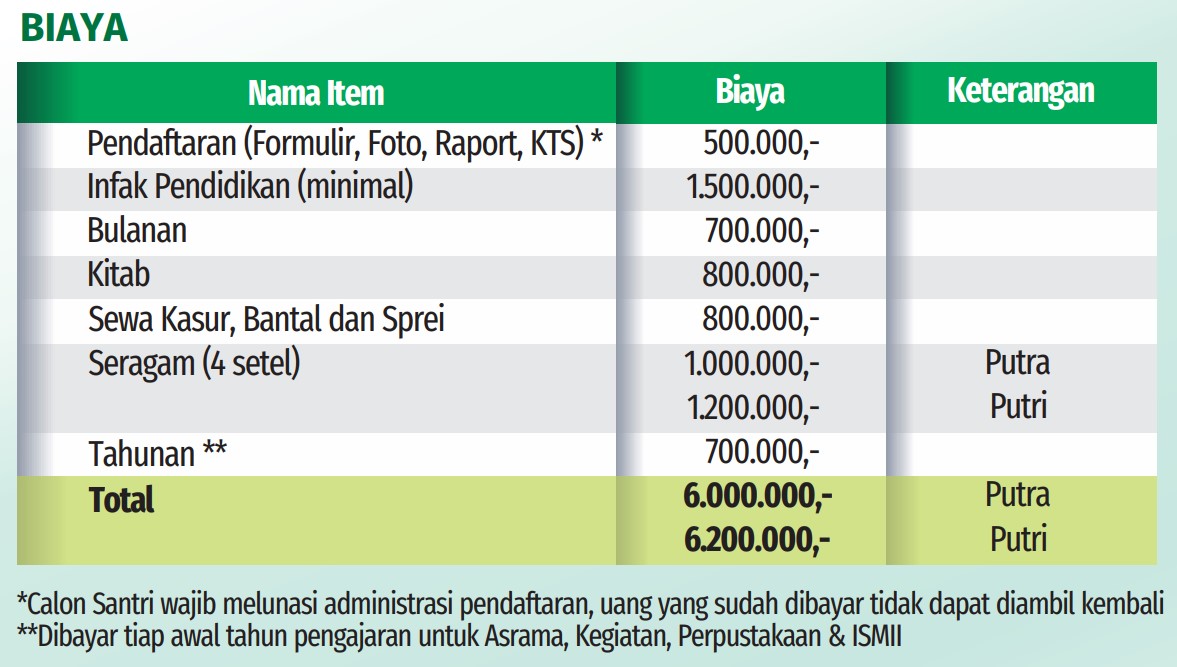 BIAYA
Nama Item Biaya Keterangan
Pendaftaran (Formulir, Foto, Raport, KTS) * 500.000,-
Infak Pendidikan (minimal) 1.500.000,-
Bulanan 700.000,-
Kitab 800.000,-
Sewa Kasur, Bantal dan Sprei 800.000,-
Seragam (4 setel) 1.000.000,- Putra
1.200.000,- Putri
Tahunan ** 700.000,-
Total 6.000.000,- Putra
6.200.000,- Putri
*Calon Santri wajib melunasi administrasi pendaftaran, uang yang sudah dibayar tidak dapat diambil kembali
**Dibayar tiap awal tahun pengajaran untuk Asrama, Kegiatan, Perpustakaan & ISMII